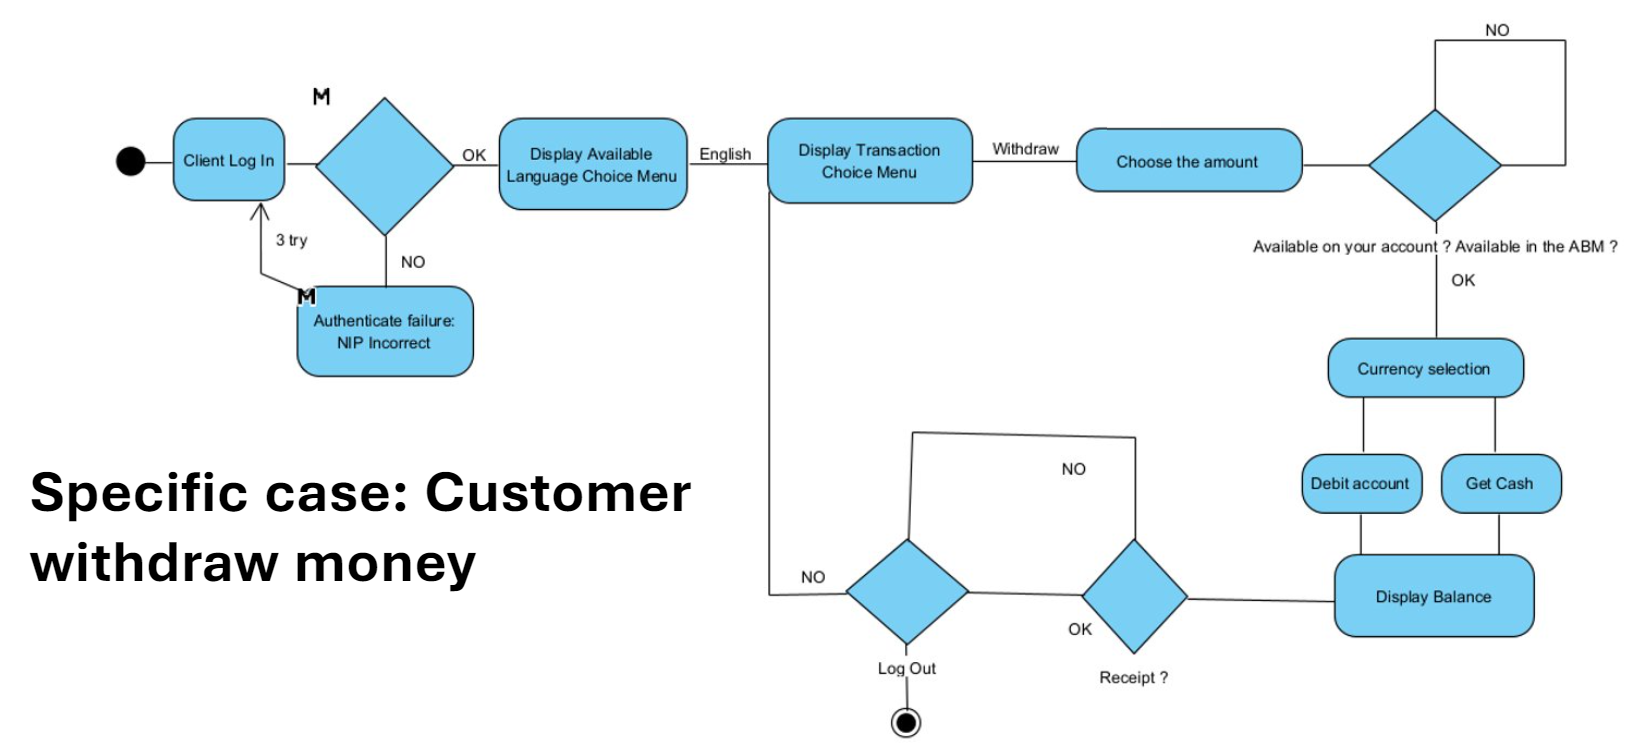 NO
M
Client Log In
OK
Display Available
Language Choice Menu
English
Display Transaction
Choice Menu
Withdraw
Choose the amount
3 try
NO
Available on your account ? Available in the ABM ?
OK
M
Authenticate failure:
NIP Incorrect
Currency selection
Specific case: Customer
withdraw money
NO
Debit account
Get Cash
NO
OK
Display Balance
Log Out
Receipt ?